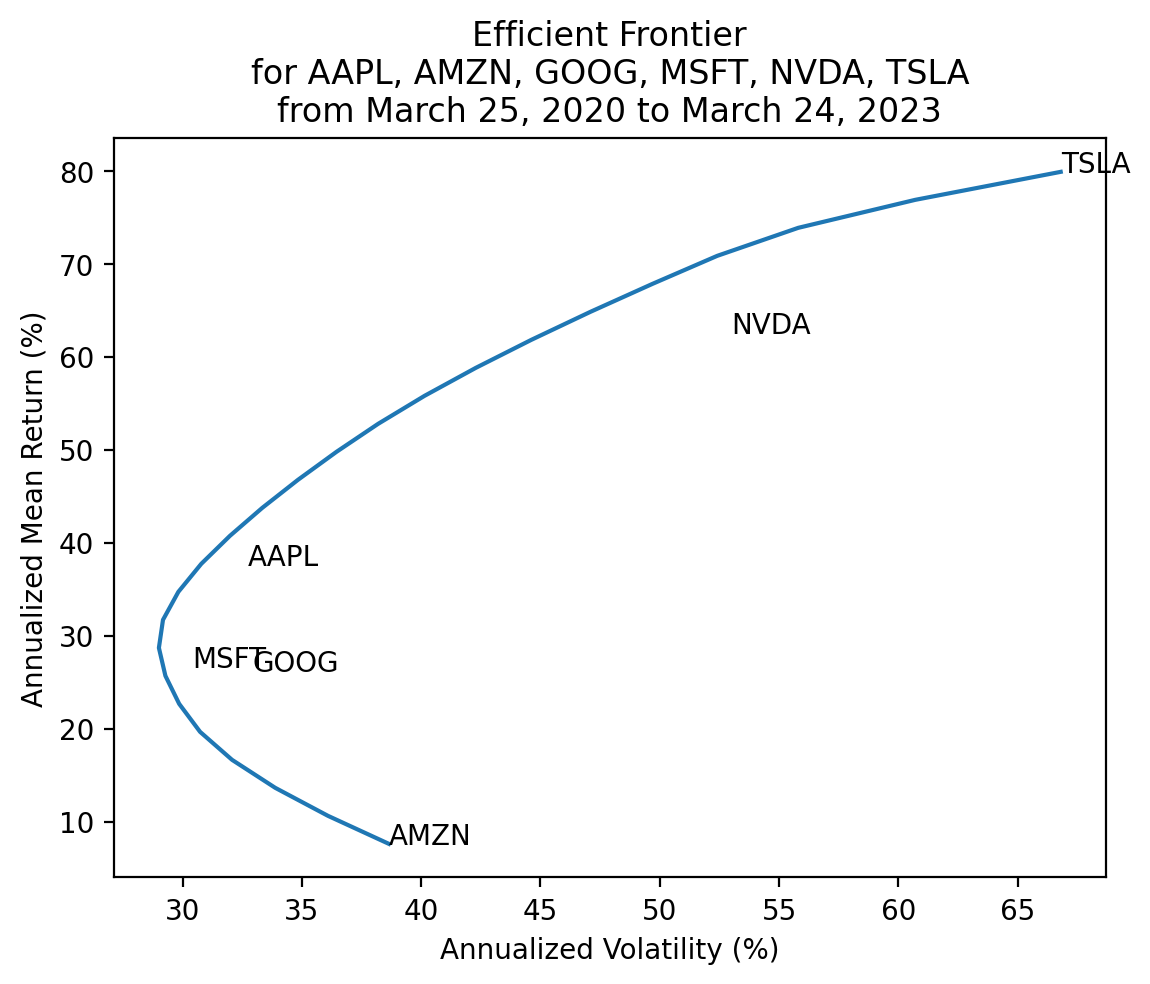 Efficient Frontier
for AAPL, AMZN, GOOG, MSFT, NVDA, TSLA
from March 25, 2020 to March 24, 2023
Annualized Mean Return (%)
80
70
60
50
40
30
20
10
TSLA
NVDA
AAPL
MSFT
GOOG
AMZN
30 35 40 45 50 55 60 65
Annualized Volatility (%)